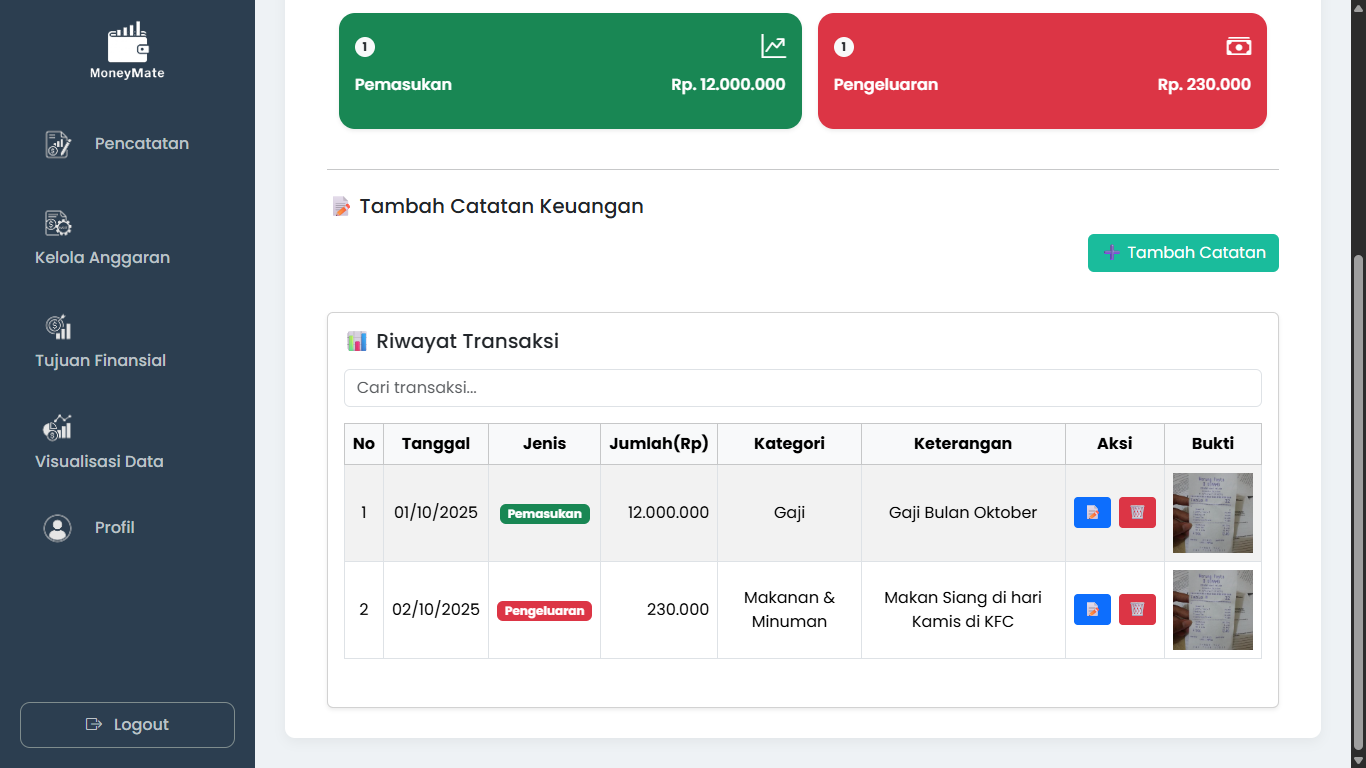 MoneyMate
Pencatatan
Kelola Anggaran
Tujuan Finansial
Visualisasi Data
Profil
Logout
1
Pemasukan Rp. 12.000.000
1
Pengeluaran Rp. 230.000
Tambah Catatan Keuangan
Tambah Catatan
Riwayat Transaksi
Cari transaksi...
No Tanggal Jenis Jumlah(Rp) Kategori Keterangan Aksi Bukti
1 01/10/2025 Pemasukan 12.000.000 Gaji Gaji Bulan Oktober
2 02/10/2025 Pengeluaran 230.000 Makanan & Minuman Makan Siang di hari Kamis di KFC